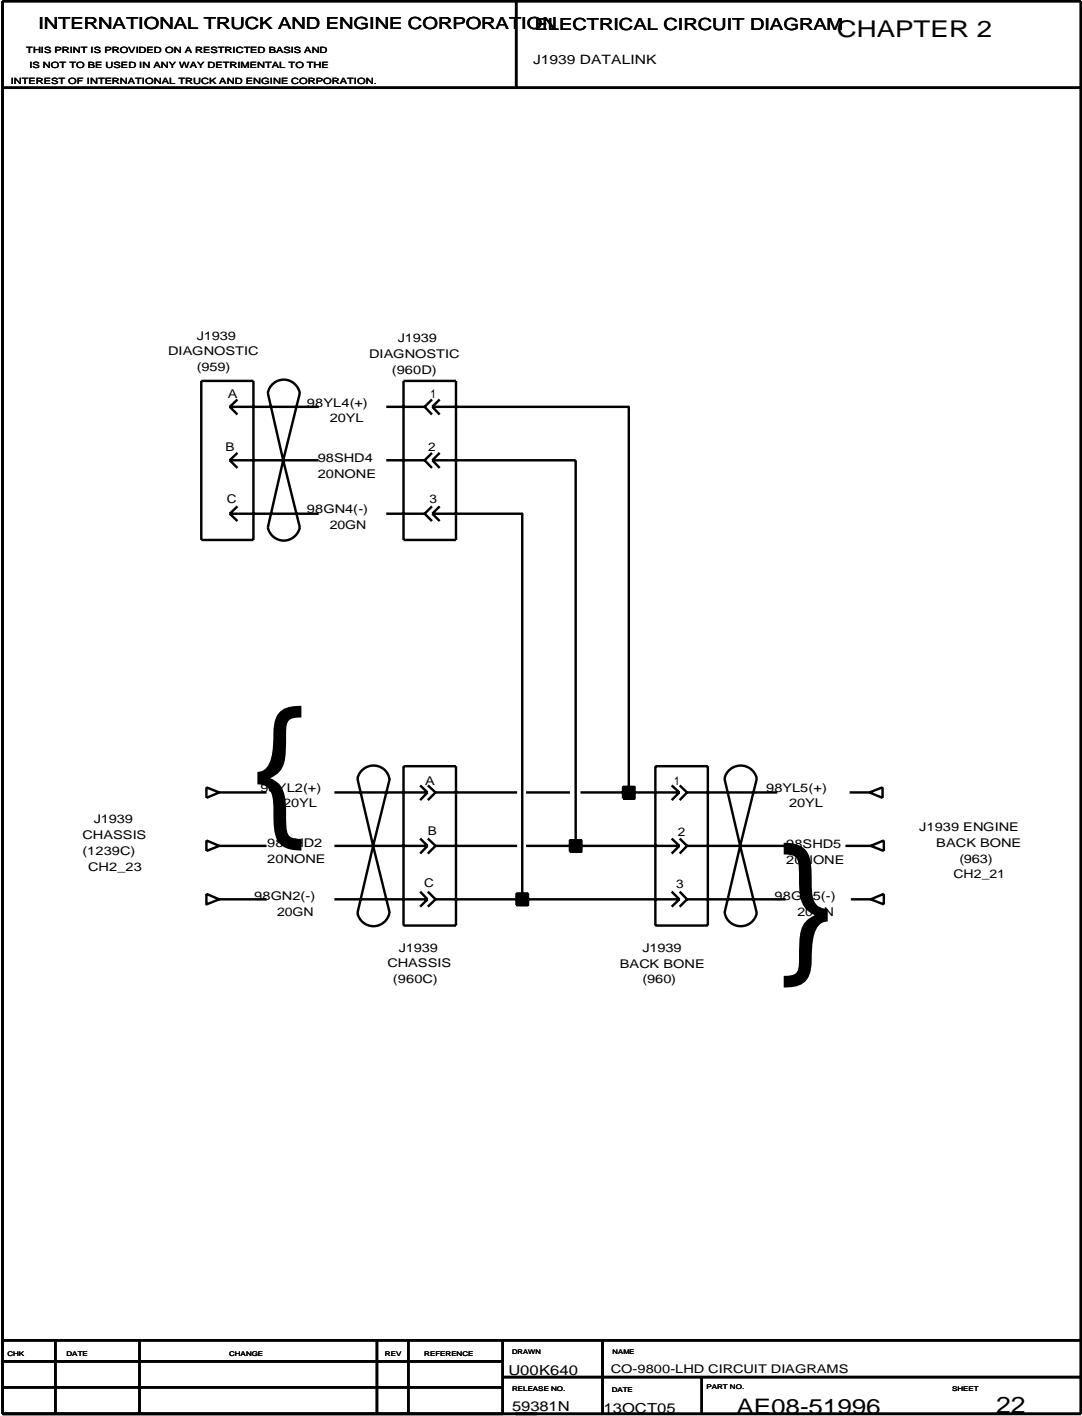 INTERNATIONAL TRUCK AND ENGINE CORPORATION
THIS PRINT IS PROVIDED ON A RESTRICTED BASIS AND
IS NOT TO BE USED IN ANY WAY DETRIMENTAL TO THE
INTEREST OF INTERNATIONAL TRUCK AND ENGINE CORPORATION.
ELECTRICAL CIRCUIT DIAGRAM
CHAPTER 2
J1939 DATALINK
J1939
DIAGNOSTIC
(959)
J1939
DIAGNOSTIC
(960D)
A
98YL4(+)
20YL
1
B
98SHD4
20NONE
2
C
98GN4(-)
20GN
3
{
J1939
CHASSIS
(1239C)
CH2_23
20YL
20NONE
98GN2(-)
20GN
A
B
C
J1939
CHASSIS
(960C)
1
2
3
J1939
BACK BONE
(960)
98YL5(+)
20YL
98SHD5
20NONE
}
J1939 ENGINE
BACK BONE
(963)
CH2_21
CHK
DATE
CHANGE
REV
REFERENCE
DRAWN
U00K640
NAME
CO-9800-LHD CIRCUIT DIAGRAMS
RELEASE NO.
59381N
DATE
13OCT05
PART NO.
AE08-51996
SHEET
22